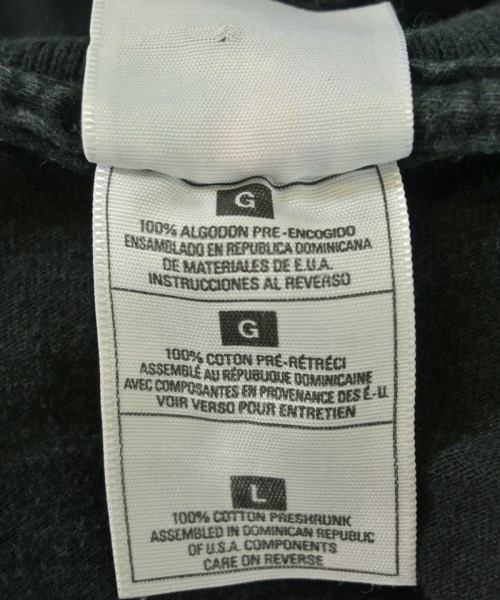 G
100% ALGODON PRE-ENCOGIDO
ENSAMBLADO EN REPUBLICA DOMINICANA
DE MATERIALES DE E.U.A.
INSTRUCCIONES AL REVERSO
G
100% COTON PRÉ-RÉTRÉCI
ASSEMBLÉ AU RÉPUBLIQUE DOMINICAINE
AVEC COMPOSANTES EN PROVENANCE DES É.-U.
VOIR VERSO POUR ENTRETIEN
L
100% COTTON PRESHRUNK
ASSEMBLED IN DOMINICAN REPUBLIC
OF U.S.A. COMPONENTS
CARE ON REVERSE